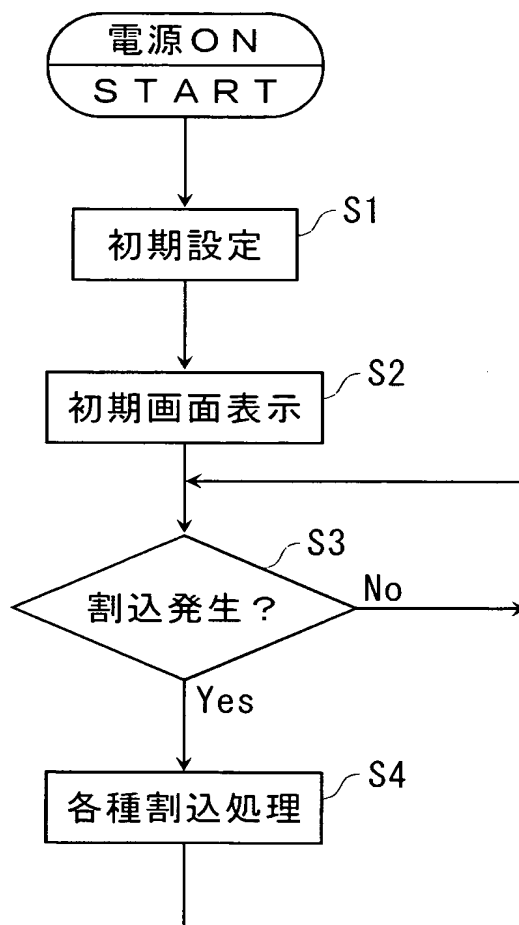 電源ON
START
S1
初期設定
S2
初期画面表示
S3
割込発生?
No
Yes
S4
各種割込処理